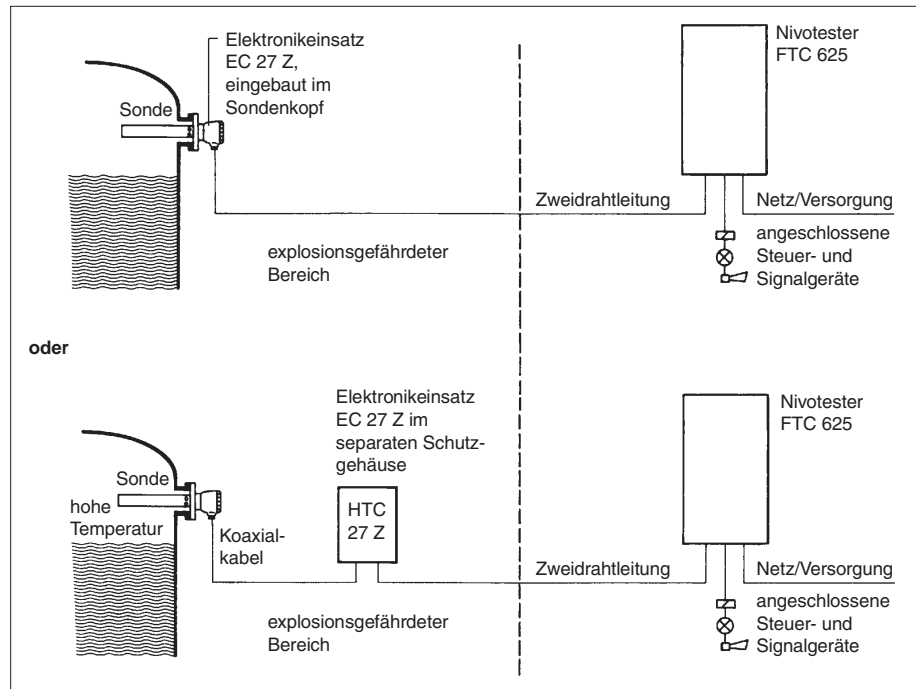 Elektronikeinsatz
EC 27 Z,
eingebaut im
Sondenkopf
Sonde
Nivotester
FTC 625
Zweidrahtleitung
Netz/Versorgung
explosionsgefährdeter
Bereich
angeschlossene
Steuer- und
Signalgeräte
oder
Elektronikeinsatz
EC 27 Z im
separaten Schutz-
gehäuse
Nivotester
FTC 625
Sonde
hohe
Temperatur
Koaxial-
kabel
HTC
27 Z
Zweidrahtleitung
Netz/Versorgung
explosionsgefährdeter
Bereich
angeschlossene
Steuer- und
Signalgeräte